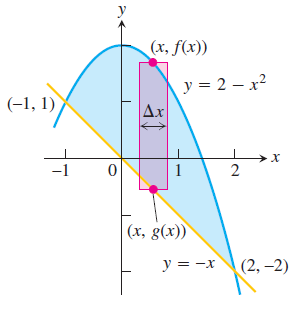 y
(x, f(x))
y = 2 − x²
(−1, 1)
Δx
x
−1 0 1 2
(x, g(x))
y = −x
(2, −2)